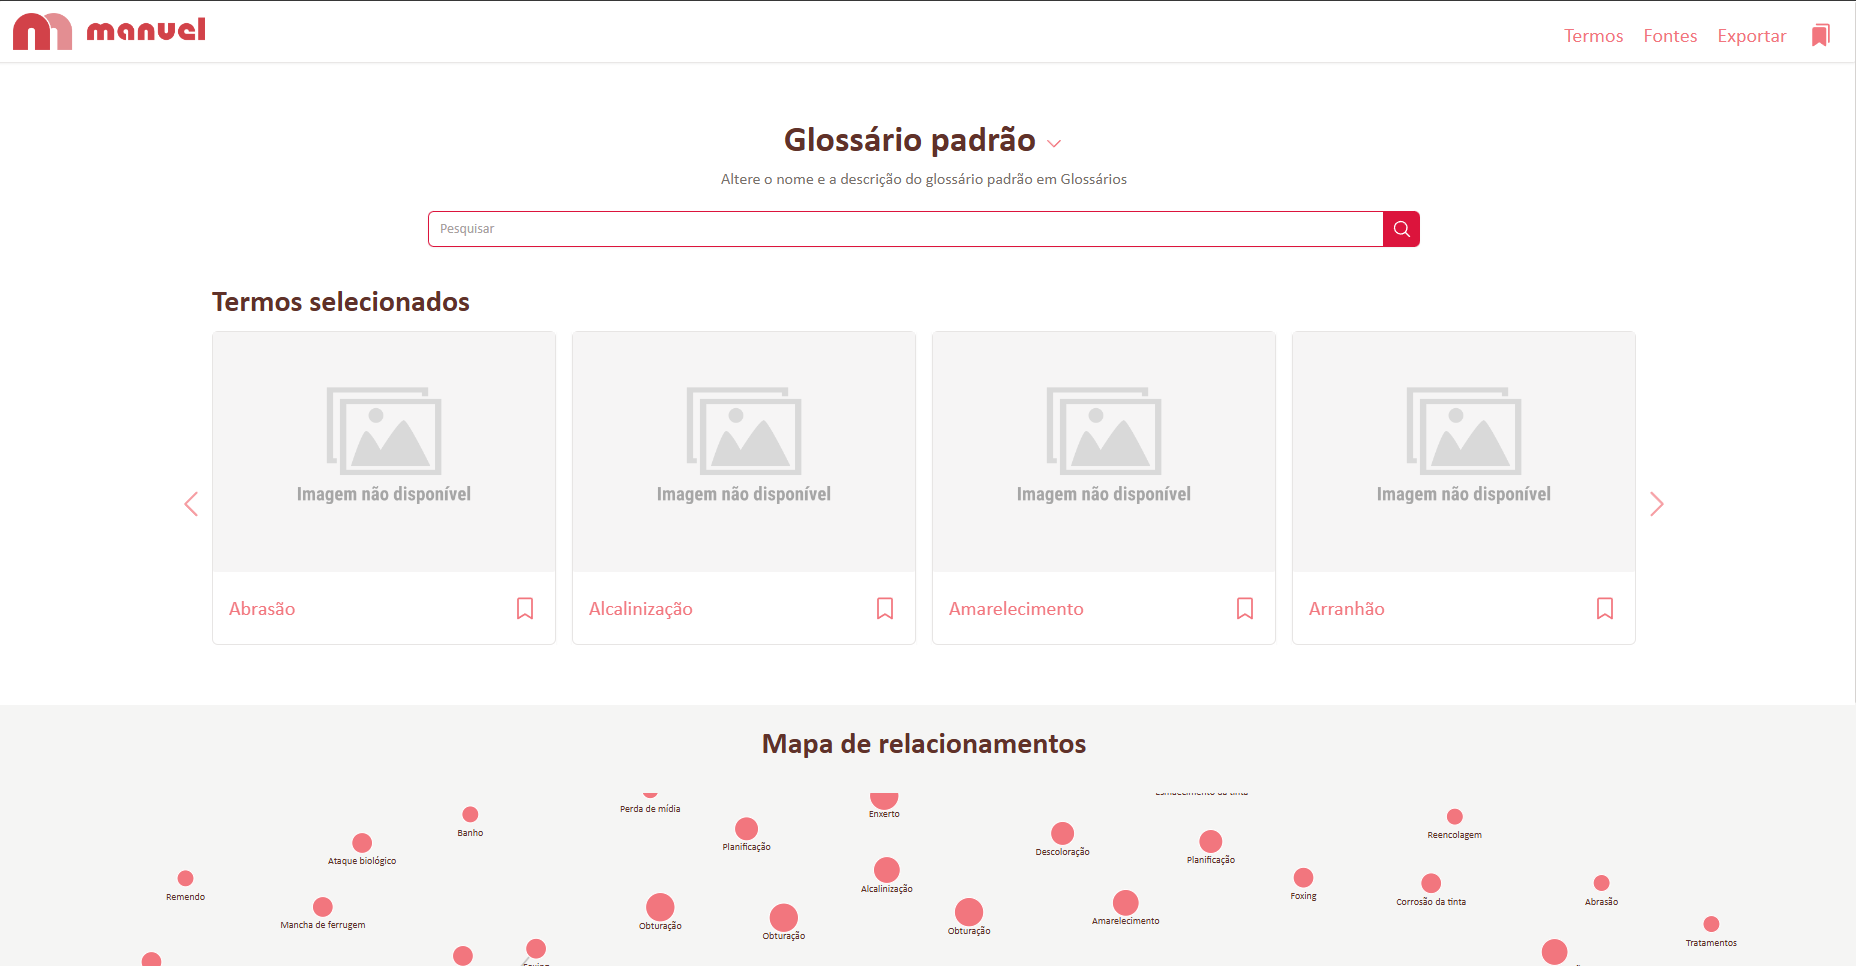 manuel
Termos Fontes Exportar
Glossário padrão
Altere o nome e a descrição do glossário padrão em Glossários
Pesquisar
Termos selecionados
Imagem não disponível
Imagem não disponível
Imagem não disponível
Imagem não disponível
Abrasão
Alcalinização
Amarelecimento
Arranhão
Mapa de relacionamentos
Perda de mídia
Enxerto
Banho
Reencolagem
Planificação
Descoloração
Planificação
Ataque biológico
Alcalinização
Remendo
Foxing
Corrosão da tinta
Abrasão
Mancha de ferrugem
Obturação
Obturação
Obturação
Amarelecimento
Tratamentos